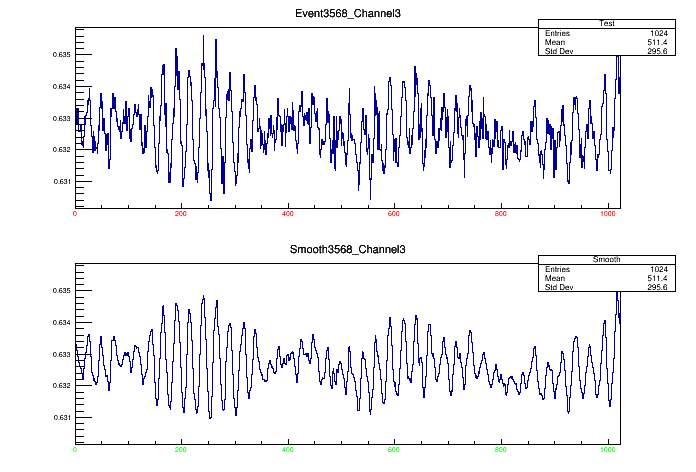 Event3568_Channel3
Test
Entries 1024
Mean 511.4
Std Dev 295.6
0.635
0.634
0.633
0.632
0.631
0 200 400 600 800 1000
Smooth3568_Channel3
Smooth
Entries 1024
Mean 511.4
Std Dev 295.6
0.635
0.634
0.633
0.632
0.631
0 200 400 600 800 1000